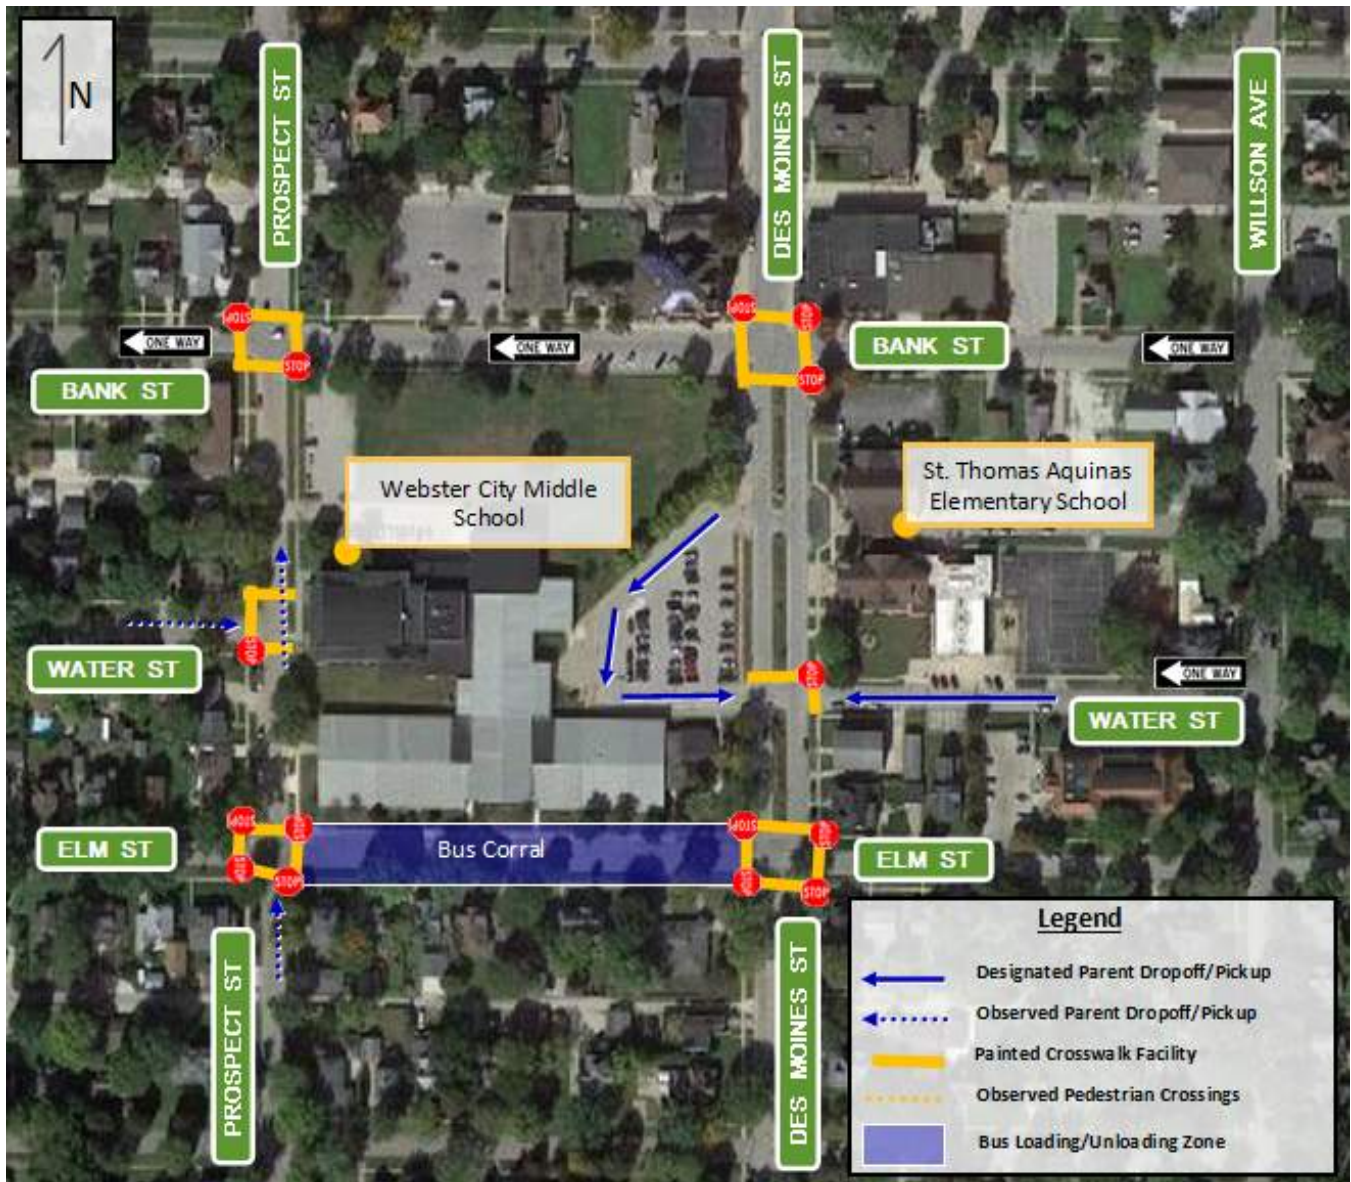 N
PROSPECT ST
DES MOINES ST
WILLSON AVE
STOP
STOP
STOP
ONE WAY
STOP
ONE WAY
STOP
BANK ST
ONE WAY
BANK ST
STOP
Webster City Middle
School
St. Thomas Aquinas
Elementary School
WATER ST
STOP
STOP
ONE WAY
WATER ST
ELM ST
STOP
STOP
STOP
STOP
Bus Corral
STOP
STOP
STOP
STOP
ELM ST
PROSPECT ST
DES MOINES ST
Legend
Designated Parent Dropoff/Pickup
Observed Parent Dropoff/Pickup
Painted Crosswalk Facility
Observed Pedestrian Crossings
Bus Loading/Unloading Zone